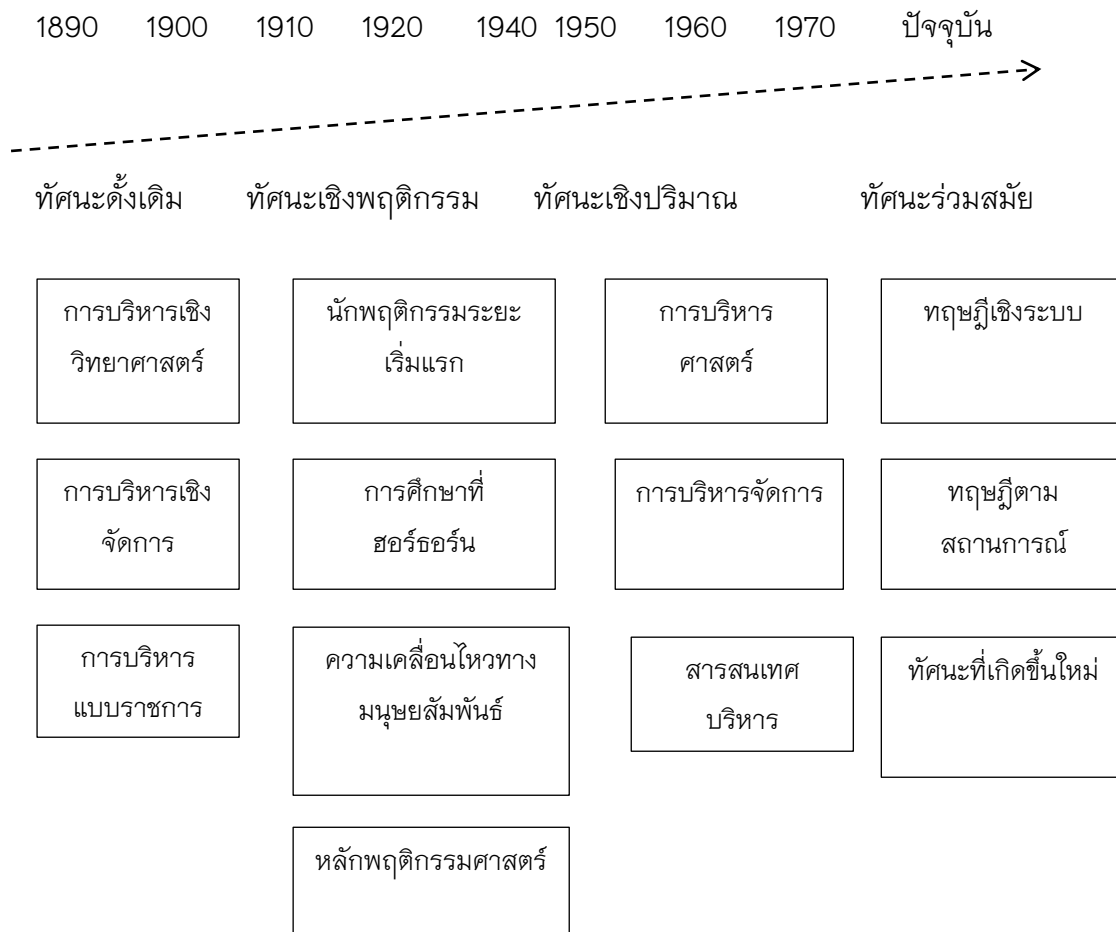 1890 1900 1910 1920 1940 1950 1960 1970 ปัจจุบัน
ทัศนะดั้งเดิม ทัศนะเชิงพฤติกรรม ทัศนะเชิงปริมาณ ทัศนะร่วมสมัย
การบริหารเชิง
วิทยาศาสตร์
นักพฤติกรรมระยะ
เริ่มแรก
การบริหาร
ศาสตร์
ทฤษฎีเชิงระบบ
การบริหารเชิง
จัดการ
การศึกษาที่
ฮอร์ธอร์น
การบริหารจัดการ
ทฤษฎีตาม
สถานการณ์
การบริหาร
แบบราชการ
ความเคลื่อนไหวทาง
มนุษยสัมพันธ์
สารสนเทศ
บริหาร
ทัศนะที่เกิดขึ้นใหม่
หลักพฤติกรรมศาสตร์